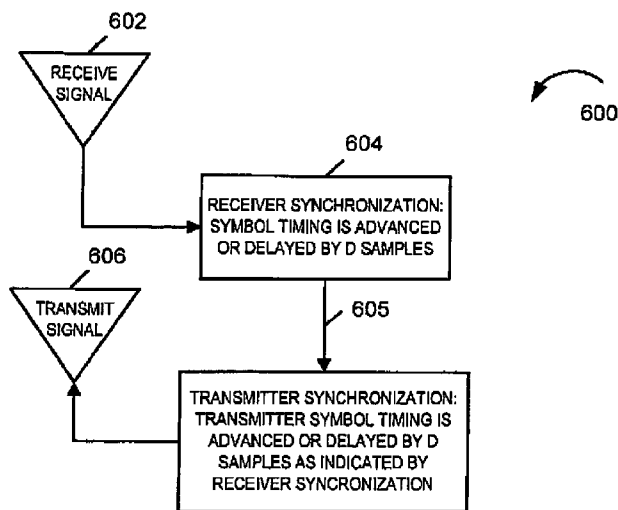 602
RECEIVE
SIGNAL
600
604
RECEIVER SYNCHRONIZATION:
SYMBOL TIMING IS ADVANCED
OR DELAYED BY D SAMPLES
606
TRANSMIT
SIGNAL
605
TRANSMITTER SYNCHRONIZATION:
TRANSMITTER SYMBOL TIMING IS
ADVANCED OR DELAYED BY D
SAMPLES AS INDICATED BY
RECEIVER SYNCRONIZATION